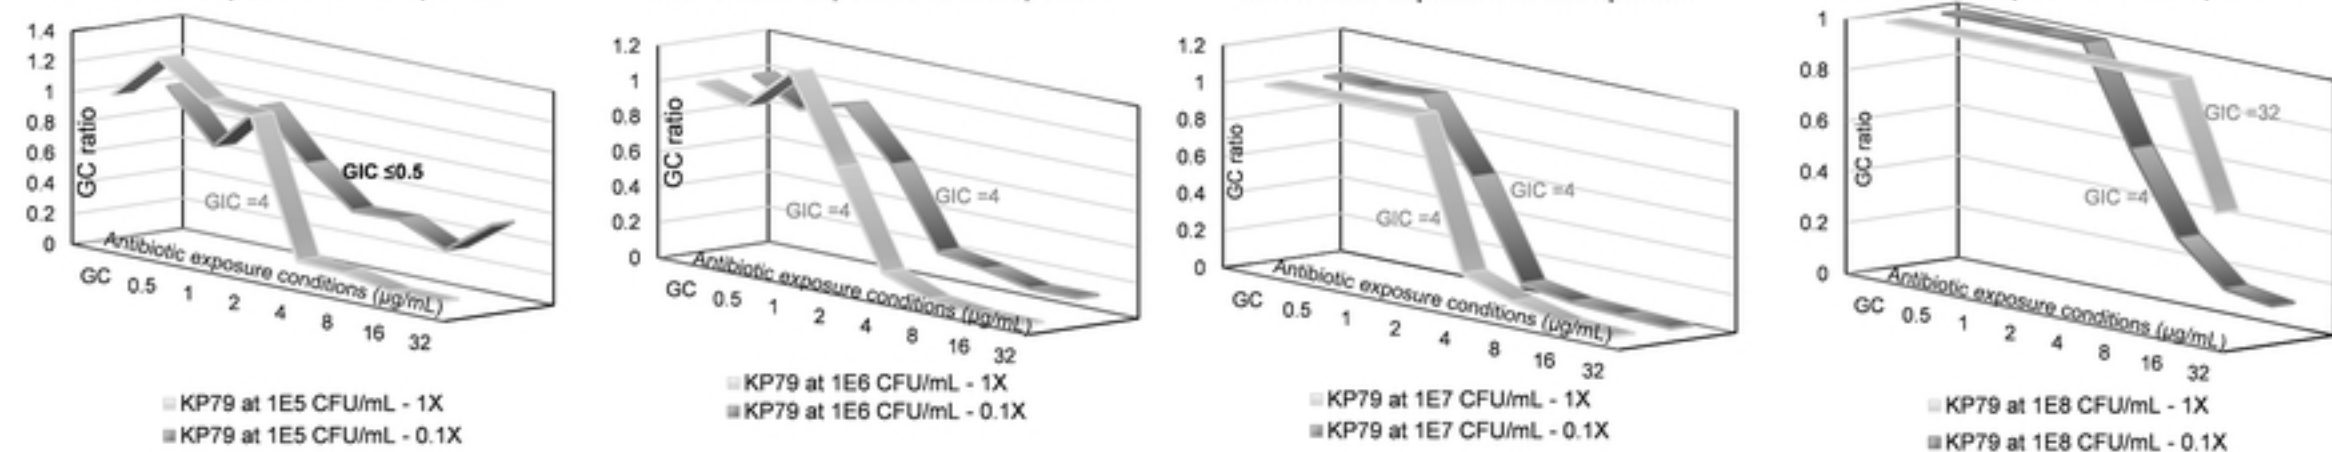 1.4
1.2
1
0.8
0.6
0.4
0.2
0
GC ratio
GIC ≤0.5
GIC =4
Antibiotic exposure conditions (µg/mL)
GC 0.5 1 2 4 8 16 32
KP79 at 1E5 CFU/mL - 1X
KP79 at 1E5 CFU/mL - 0.1X
1.2
1
0.8
0.6
0.4
0.2
0
GC ratio
GIC =4
GIC =4
Antibiotic exposure conditions (µg/mL)
GC 0.5 1 2 4 8 16 32
KP79 at 1E6 CFU/mL - 1X
KP79 at 1E6 CFU/mL - 0.1X
1.2
1
0.8
0.6
0.4
0.2
0
GC ratio
GIC =4
GIC =4
Antibiotic exposure conditions (µg/mL)
GC 0.5 1 2 4 8 16 32
KP79 at 1E7 CFU/mL - 1X
KP79 at 1E7 CFU/mL - 0.1X
1
0.8
0.6
0.4
0.2
0
GC ratio
GIC =32
GIC =4
Antibiotic exposure conditions (µg/mL)
GC 0.5 1 2 4 8 16 32
KP79 at 1E8 CFU/mL - 1X
KP79 at 1E8 CFU/mL - 0.1X